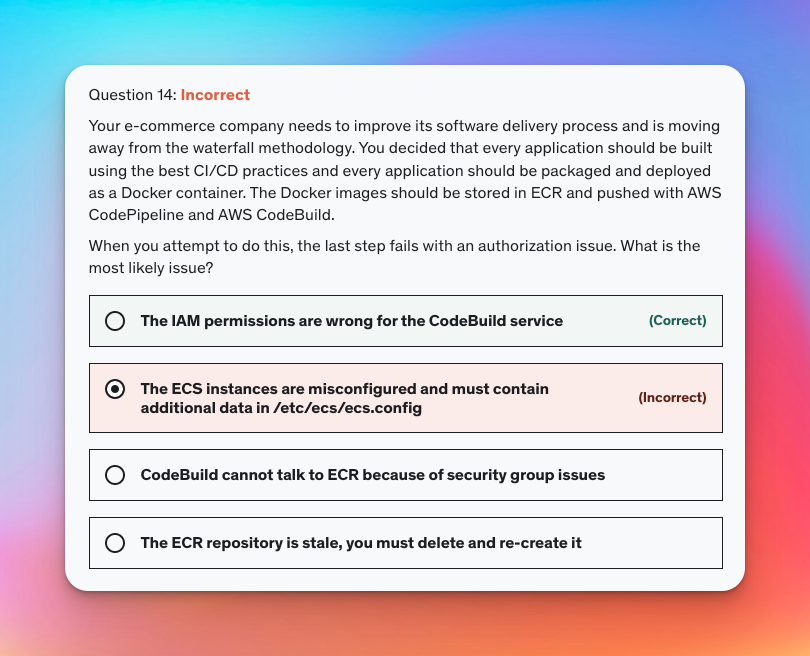 Question 14: Incorrect
Your e-commerce company needs to improve its software delivery process and is moving
away from the waterfall methodology. You decided that every application should be built
using the best CI/CD practices and every application should be packaged and deployed
as a Docker container. The Docker images should be stored in ECR and pushed with AWS
CodePipeline and AWS CodeBuild.
When you attempt to do this, the last step fails with an authorization issue. What is the
most likely issue?
The IAM permissions are wrong for the CodeBuild service (Correct)
The ECS instances are misconfigured and must contain
additional data in /etc/ecs/ecs.config
(Incorrect)
CodeBuild cannot talk to ECR because of security group issues
The ECR repository is stale, you must delete and re-create it